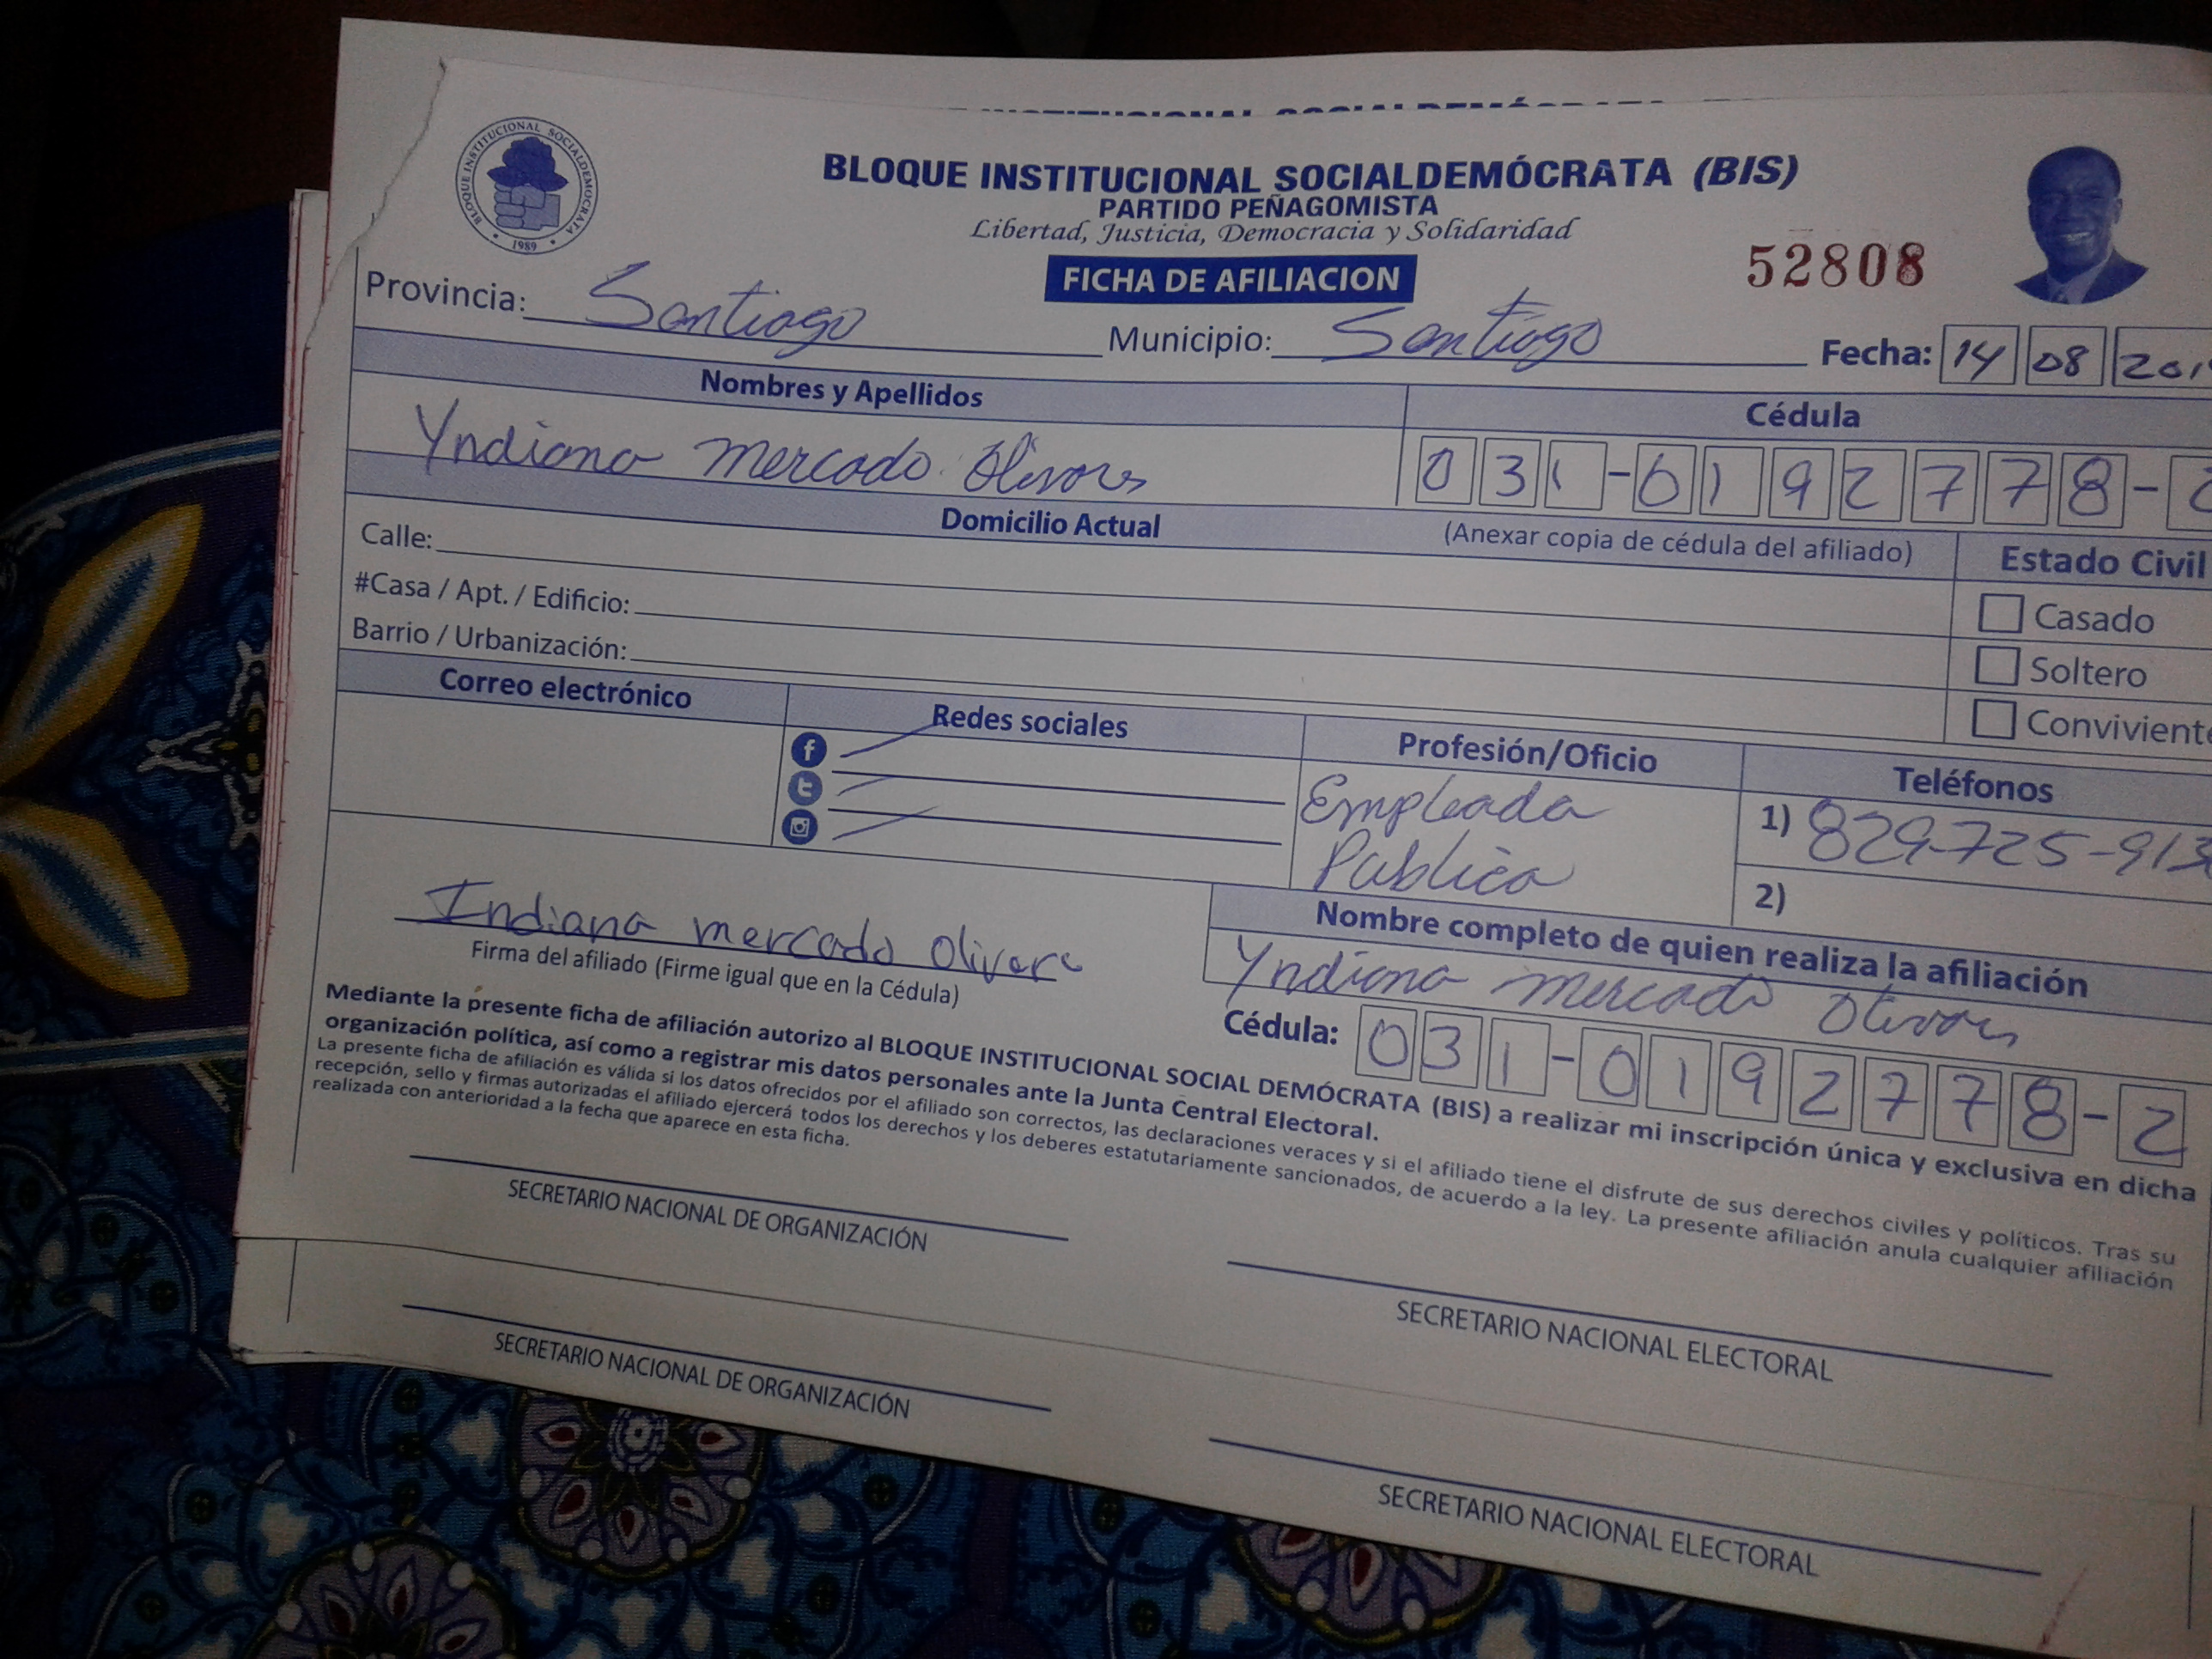 BLOQUE INSTITUCIONAL SOCIALDEMOCRATA
1989
BLOQUE INSTITUCIONAL SOCIALDEMÓCRATA (BIS)
PARTIDO PEÑAGOMISTA
Libertad, Justicia, Democracia y Solidaridad
FICHA DE AFILIACION
52808
Provincia: Santiago Municipio: Santiago Fecha: 14 08
Nombres y Apellidos Cédula
Yndiana Mercado Olivares 031-0192778-
Domicilio Actual (Anexar copia de cédula del afiliado) Estado Civil
Calle:
#Casa / Apt. / Edificio: Casado
Barrio / Urbanización: Soltero
Conviviente
Correo electrónico Redes sociales Profesión/Oficio Teléfonos
Empleada 1) 829-725-913
Publica 2)
Indiana mercado Olivare
Firma del afiliado (Firme igual que en la Cédula)
Nombre completo de quien realiza la afiliación
Yndiana Mercado Olivares
Cédula: 031-0192778-2
Mediante la presente ficha de afiliación autorizo al BLOQUE INSTITUCIONAL SOCIAL DEMÓCRATA (BIS) a realizar mi inscripción única y exclusiva en dicha
organización política, así como a registrar mis datos personales ante la Junta Central Electoral.
La presente ficha de afiliación es válida si los datos ofrecidos por el afiliado son correctos, las declaraciones veraces y si el afiliado tiene el disfrute de sus derechos civiles y políticos. Tras su
recepción, sello y firmas autorizadas el afiliado ejercerá todos los derechos y los deberes estatutariamente sancionados, de acuerdo a la ley. La presente afiliación anula cualquier afiliación
realizada con anterioridad a la fecha que aparece en esta ficha.
SECRETARIO NACIONAL DE ORGANIZACIÓN
SECRETARIO NACIONAL ELECTORAL
SECRETARIO NACIONAL DE ORGANIZACIÓN
SECRETARIO NACIONAL ELECTORAL